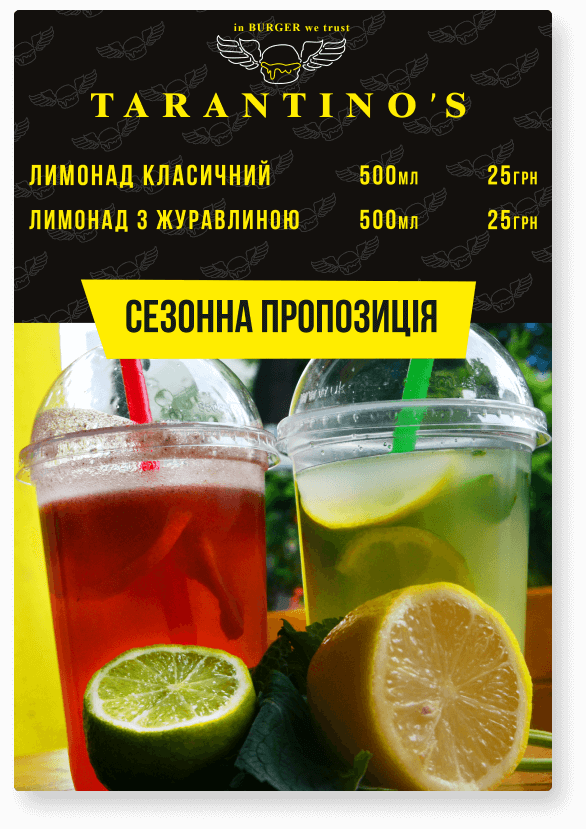 in BURGER we trust
TARANTINO'S
ЛИМОНАД КЛАСИЧНИЙ 500МЛ 25ГРН
ЛИМОНАД З ЖУРАВЛИНОЮ 500МЛ 25ГРН
СЕЗОННА ПРОПОЗИЦІЯ